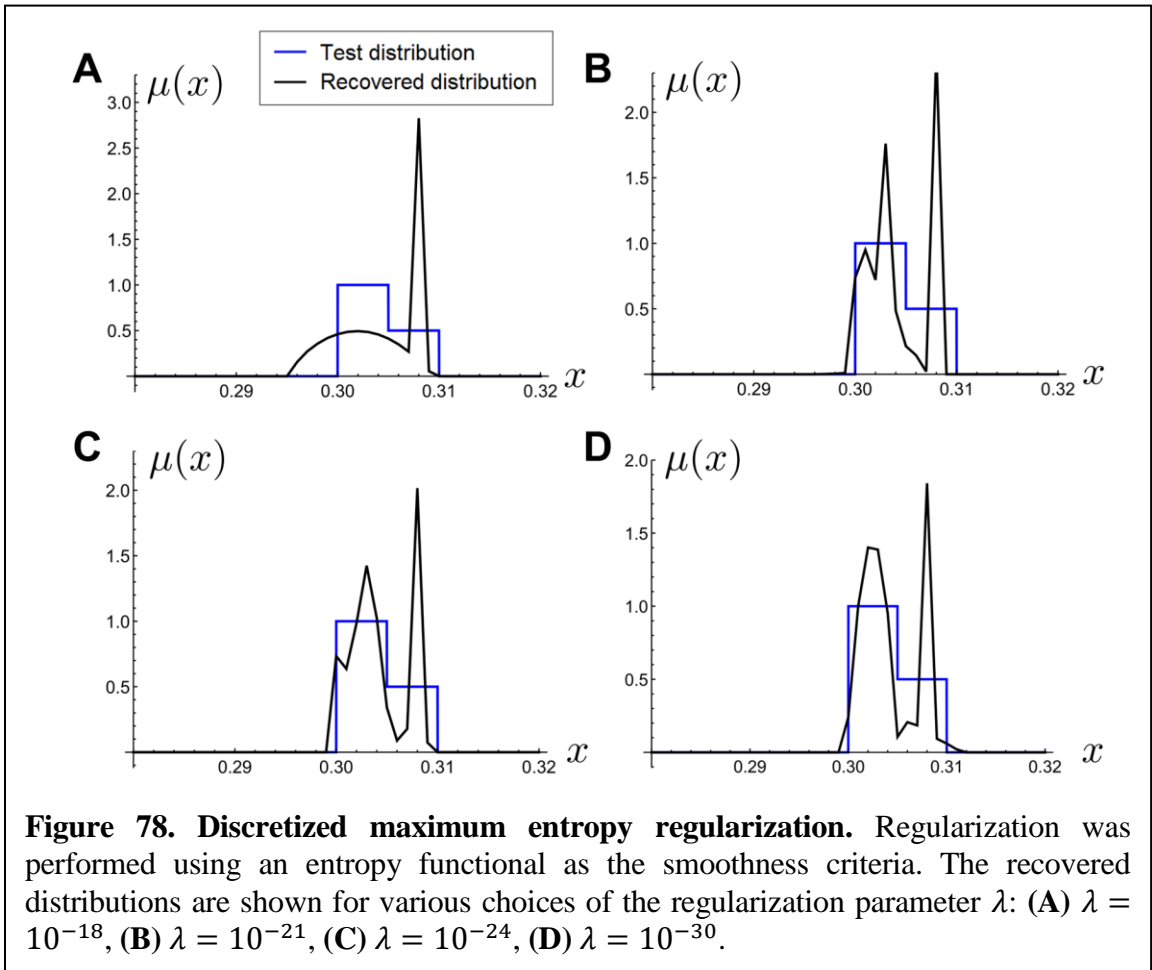 Test distribution
Recovered distribution
A
μ(x)
3.0
2.5
2.0
1.5
1.0
0.5
0.29 0.30 0.31 0.32 x
B
μ(x)
2.0
1.5
1.0
0.5
0.29 0.30 0.31 0.32 x
C
μ(x)
2.0
1.5
1.0
0.5
0.29 0.30 0.31 0.32 x
D
μ(x)
2.0
1.5
1.0
0.5
0.29 0.30 0.31 0.32 x
Figure 78. Discretized maximum entropy regularization. Regularization was
performed using an entropy functional as the smoothness criteria. The recovered
distributions are shown for various choices of the regularization parameter λ: (A) λ =
10⁻¹⁸, (B) λ = 10⁻²¹, (C) λ = 10⁻²⁴, (D) λ = 10⁻³⁰.